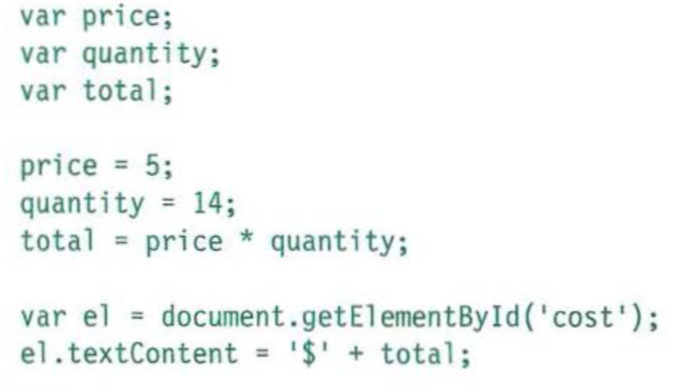 var price;
var quantity;
var total;
price = 5;
quantity = 14;
total = price * quantity;
var el = document.getElementById('cost');
el.textContent = '$' + total;